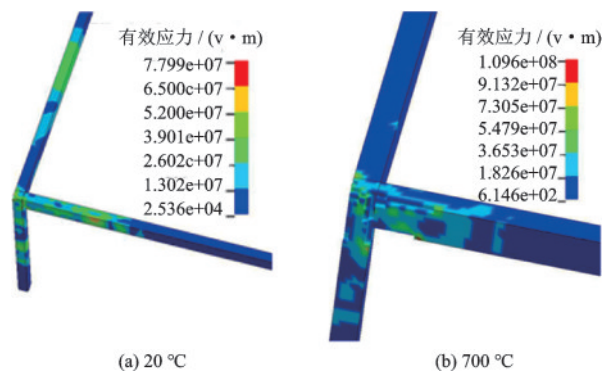 有效应力 / (v·m)
7.799e+07
6.500c+07
5.200e+07
3.901e+07
2.602c+07
1.302e+07
2.536e+04
有效应力 / (v·m)
1.096e+08
9.132e+07
7.305e+07
5.479e+07
3.653e+07
1.826e+07
6.146e+02
(a) 20 ℃
(b) 700 ℃